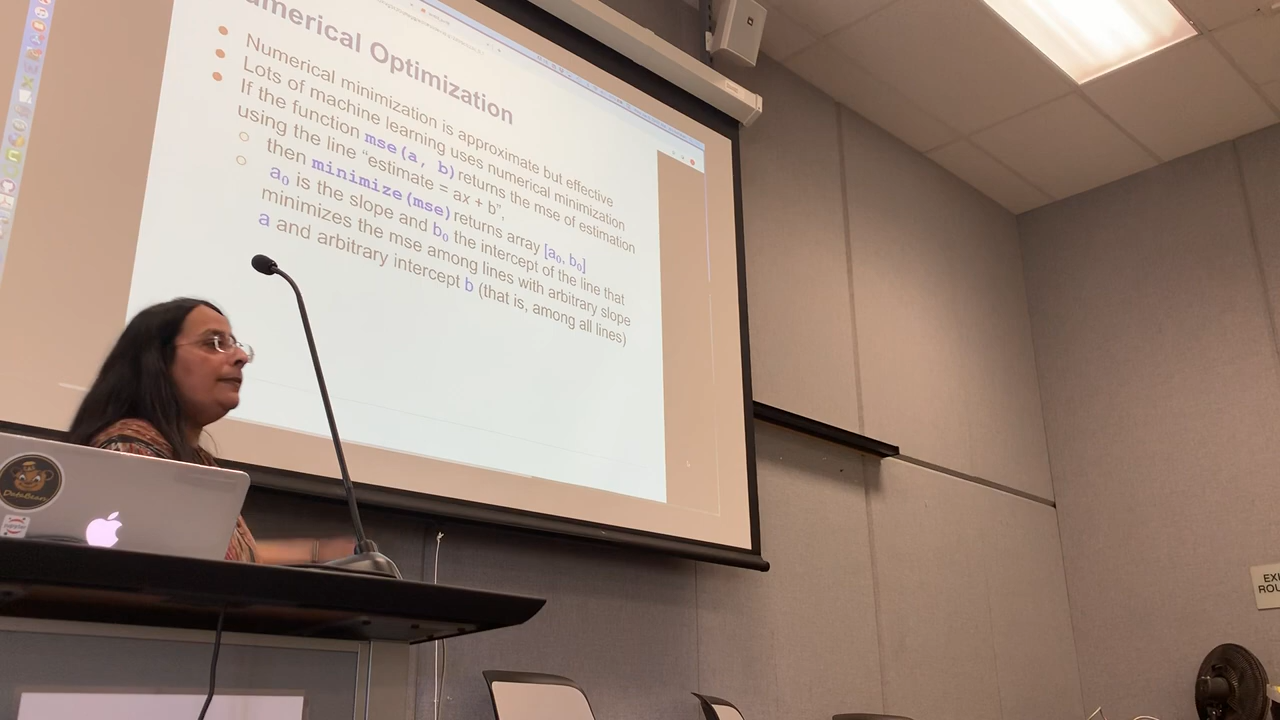 umerical Optimization
Numerical minimization is approximate but effective
Lots of machine learning uses numerical minimization
If the function mse(a, b) returns the mse of estimation
using the line “estimate = ax + b”,
then minimize(mse) returns array [a₀, b₀]
a₀ is the slope and b₀ the intercept of the line that
minimizes the mse among lines with arbitrary slope
a and arbitrary intercept b (that is, among all lines)
DataBears
EXI
ROU